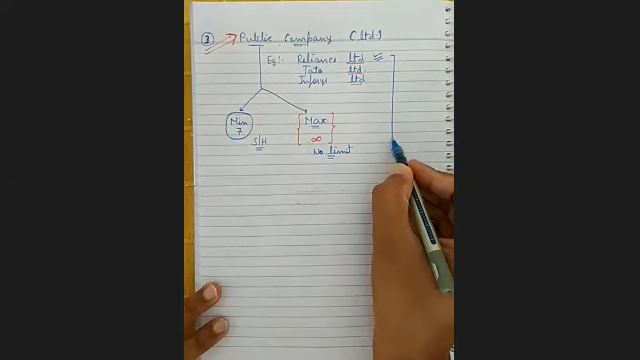 ③ Public Company (ltd.)
Eg:- Reliance ltd
Tata ltd
Infosys ltd
Min
7
S|H
Max
∞
No limit